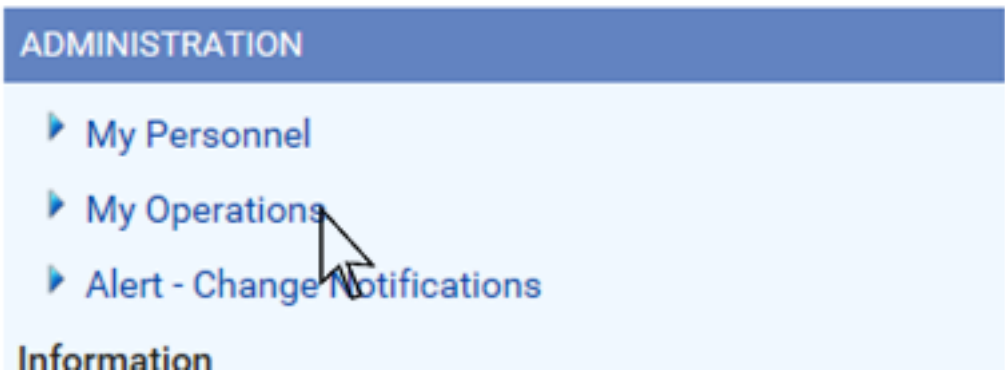 ADMINISTRATION
My Personnel
My Operations
Alert - Change Notifications
Information